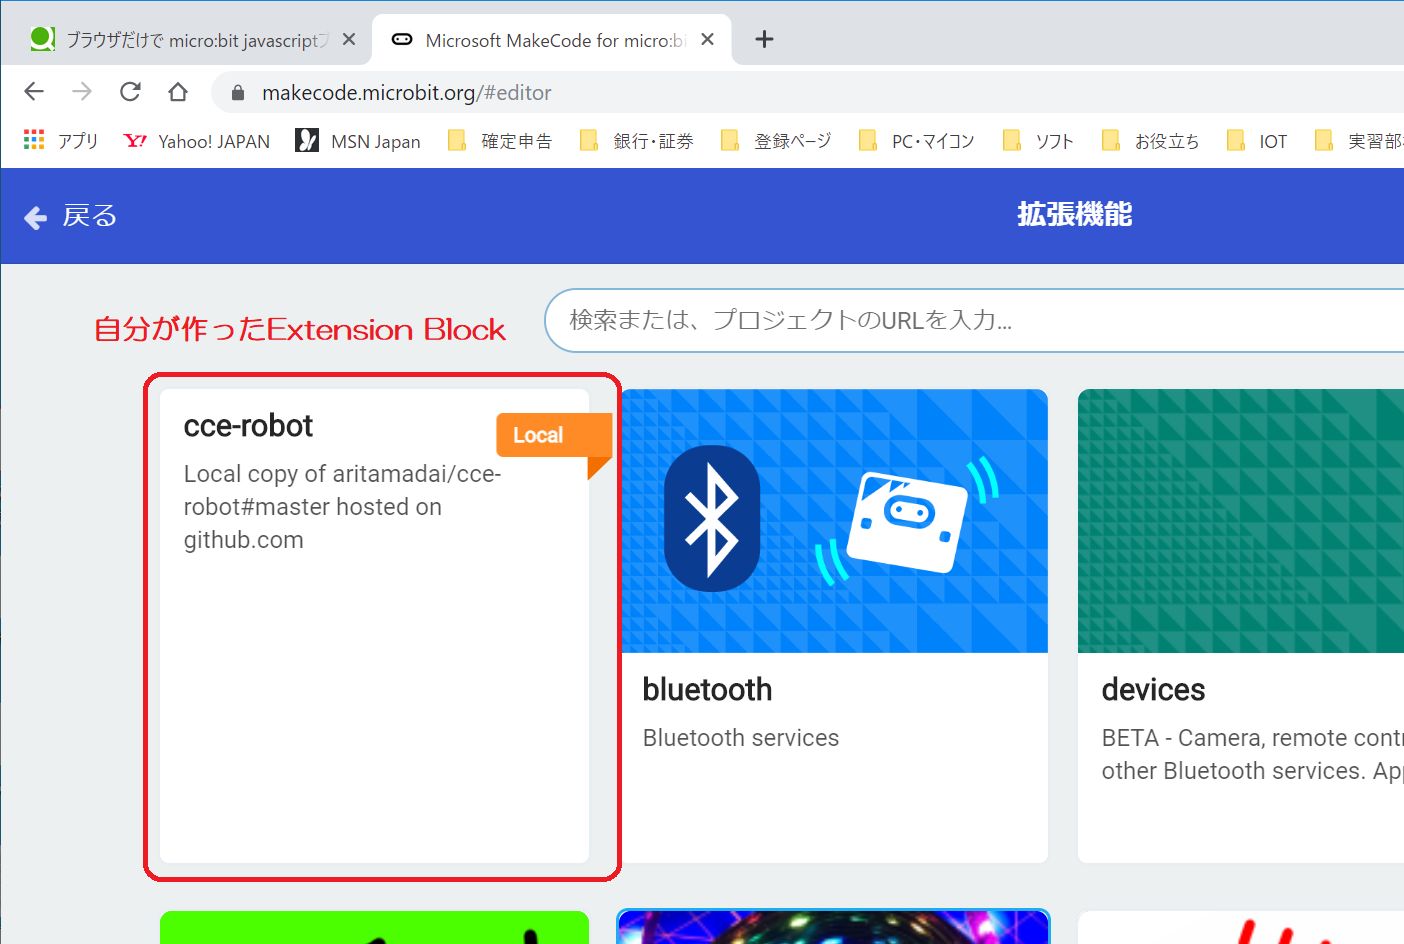 ブラウザだけで micro:bit javascript
Microsoft MakeCode for micro:bi
makecode.microbit.org/#editor
アプリ Yahoo! JAPAN MSN Japan 確定申告 銀行・証券 登録ページ PC・マイコン ソフト お役立ち IOT 実習部
戻る
拡張機能
自分が作ったExtension Block
検索または、プロジェクトのURLを入力...
cce-robot
Local
Local copy of aritamadai/cce-
robot#master hosted on
github.com
bluetooth
Bluetooth services
devices
BETA - Camera, remote contr
other Bluetooth services. Ap